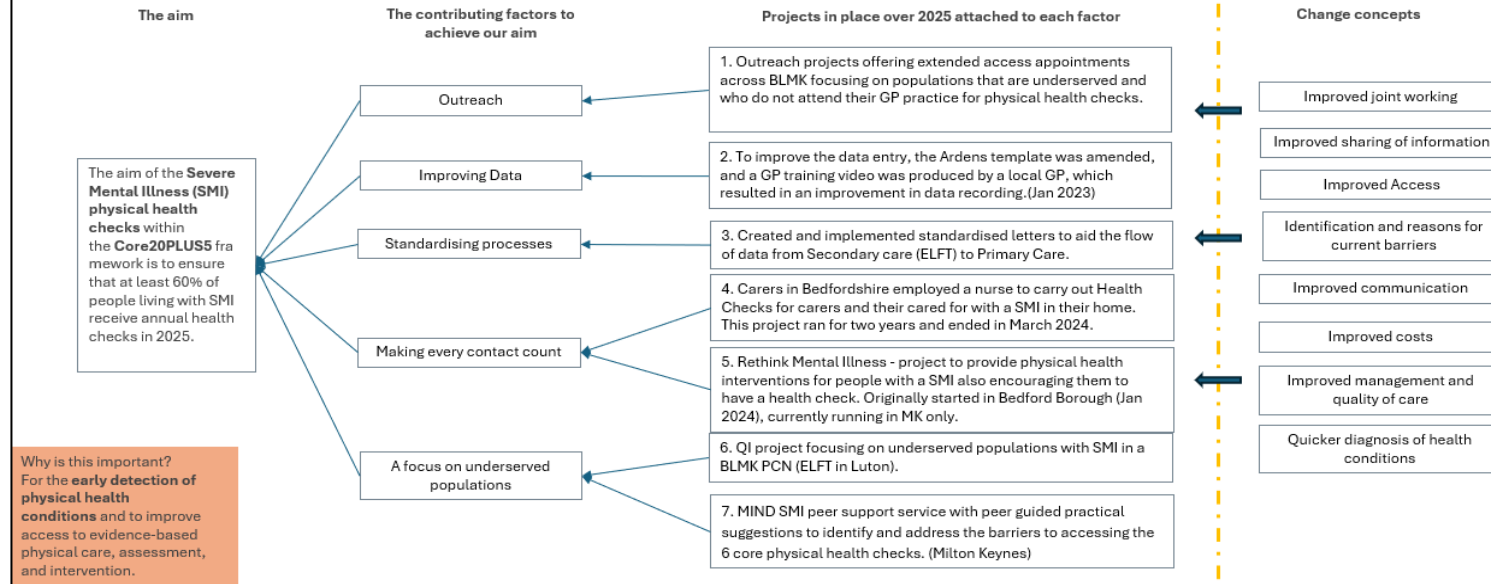 The aim
The contributing factors to
achieve our aim
Projects in place over 2025 attached to each factor
Change concepts
The aim of the Severe
Mental Illness (SMI)
physical health
checks within
the Core20PLUS5 fra
mework is to ensure
that at least 60% of
people living with SMI
receive annual health
checks in 2025.
Why is this important?
For the early detection of
physical health
conditions and to improve
access to evidence-based
physical care, assessment,
and intervention.
Outreach
Improving Data
Standardising processes
Making every contact count
A focus on underserved
populations
1. Outreach projects offering extended access appointments
across BLMK focusing on populations that are underserved and
who do not attend their GP practice for physical health checks.
2. To improve the data entry, the Ardens template was amended,
and a GP training video was produced by a local GP, which
resulted in an improvement in data recording.(Jan 2023)
3. Created and implemented standardised letters to aid the flow
of data from Secondary care (ELFT) to Primary Care.
4. Carers in Bedfordshire employed a nurse to carry out Health
Checks for carers and their cared for with a SMI in their home.
This project ran for two years and ended in March 2024.
5. Rethink Mental Illness - project to provide physical health
interventions for people with a SMI also encouraging them to
have a health check. Originally started in Bedford Borough (Jan
2024), currently running in MK only.
6. QI project focusing on underserved populations with SMI in a
BLMK PCN (ELFT in Luton).
7. MIND SMI peer support service with peer guided practical
suggestions to identify and address the barriers to accessing the
6 core physical health checks. (Milton Keynes)
Improved joint working
Improved sharing of information
Improved Access
Identification and reasons for
current barriers
Improved communication
Improved costs
Improved management and
quality of care
Quicker diagnosis of health
conditions